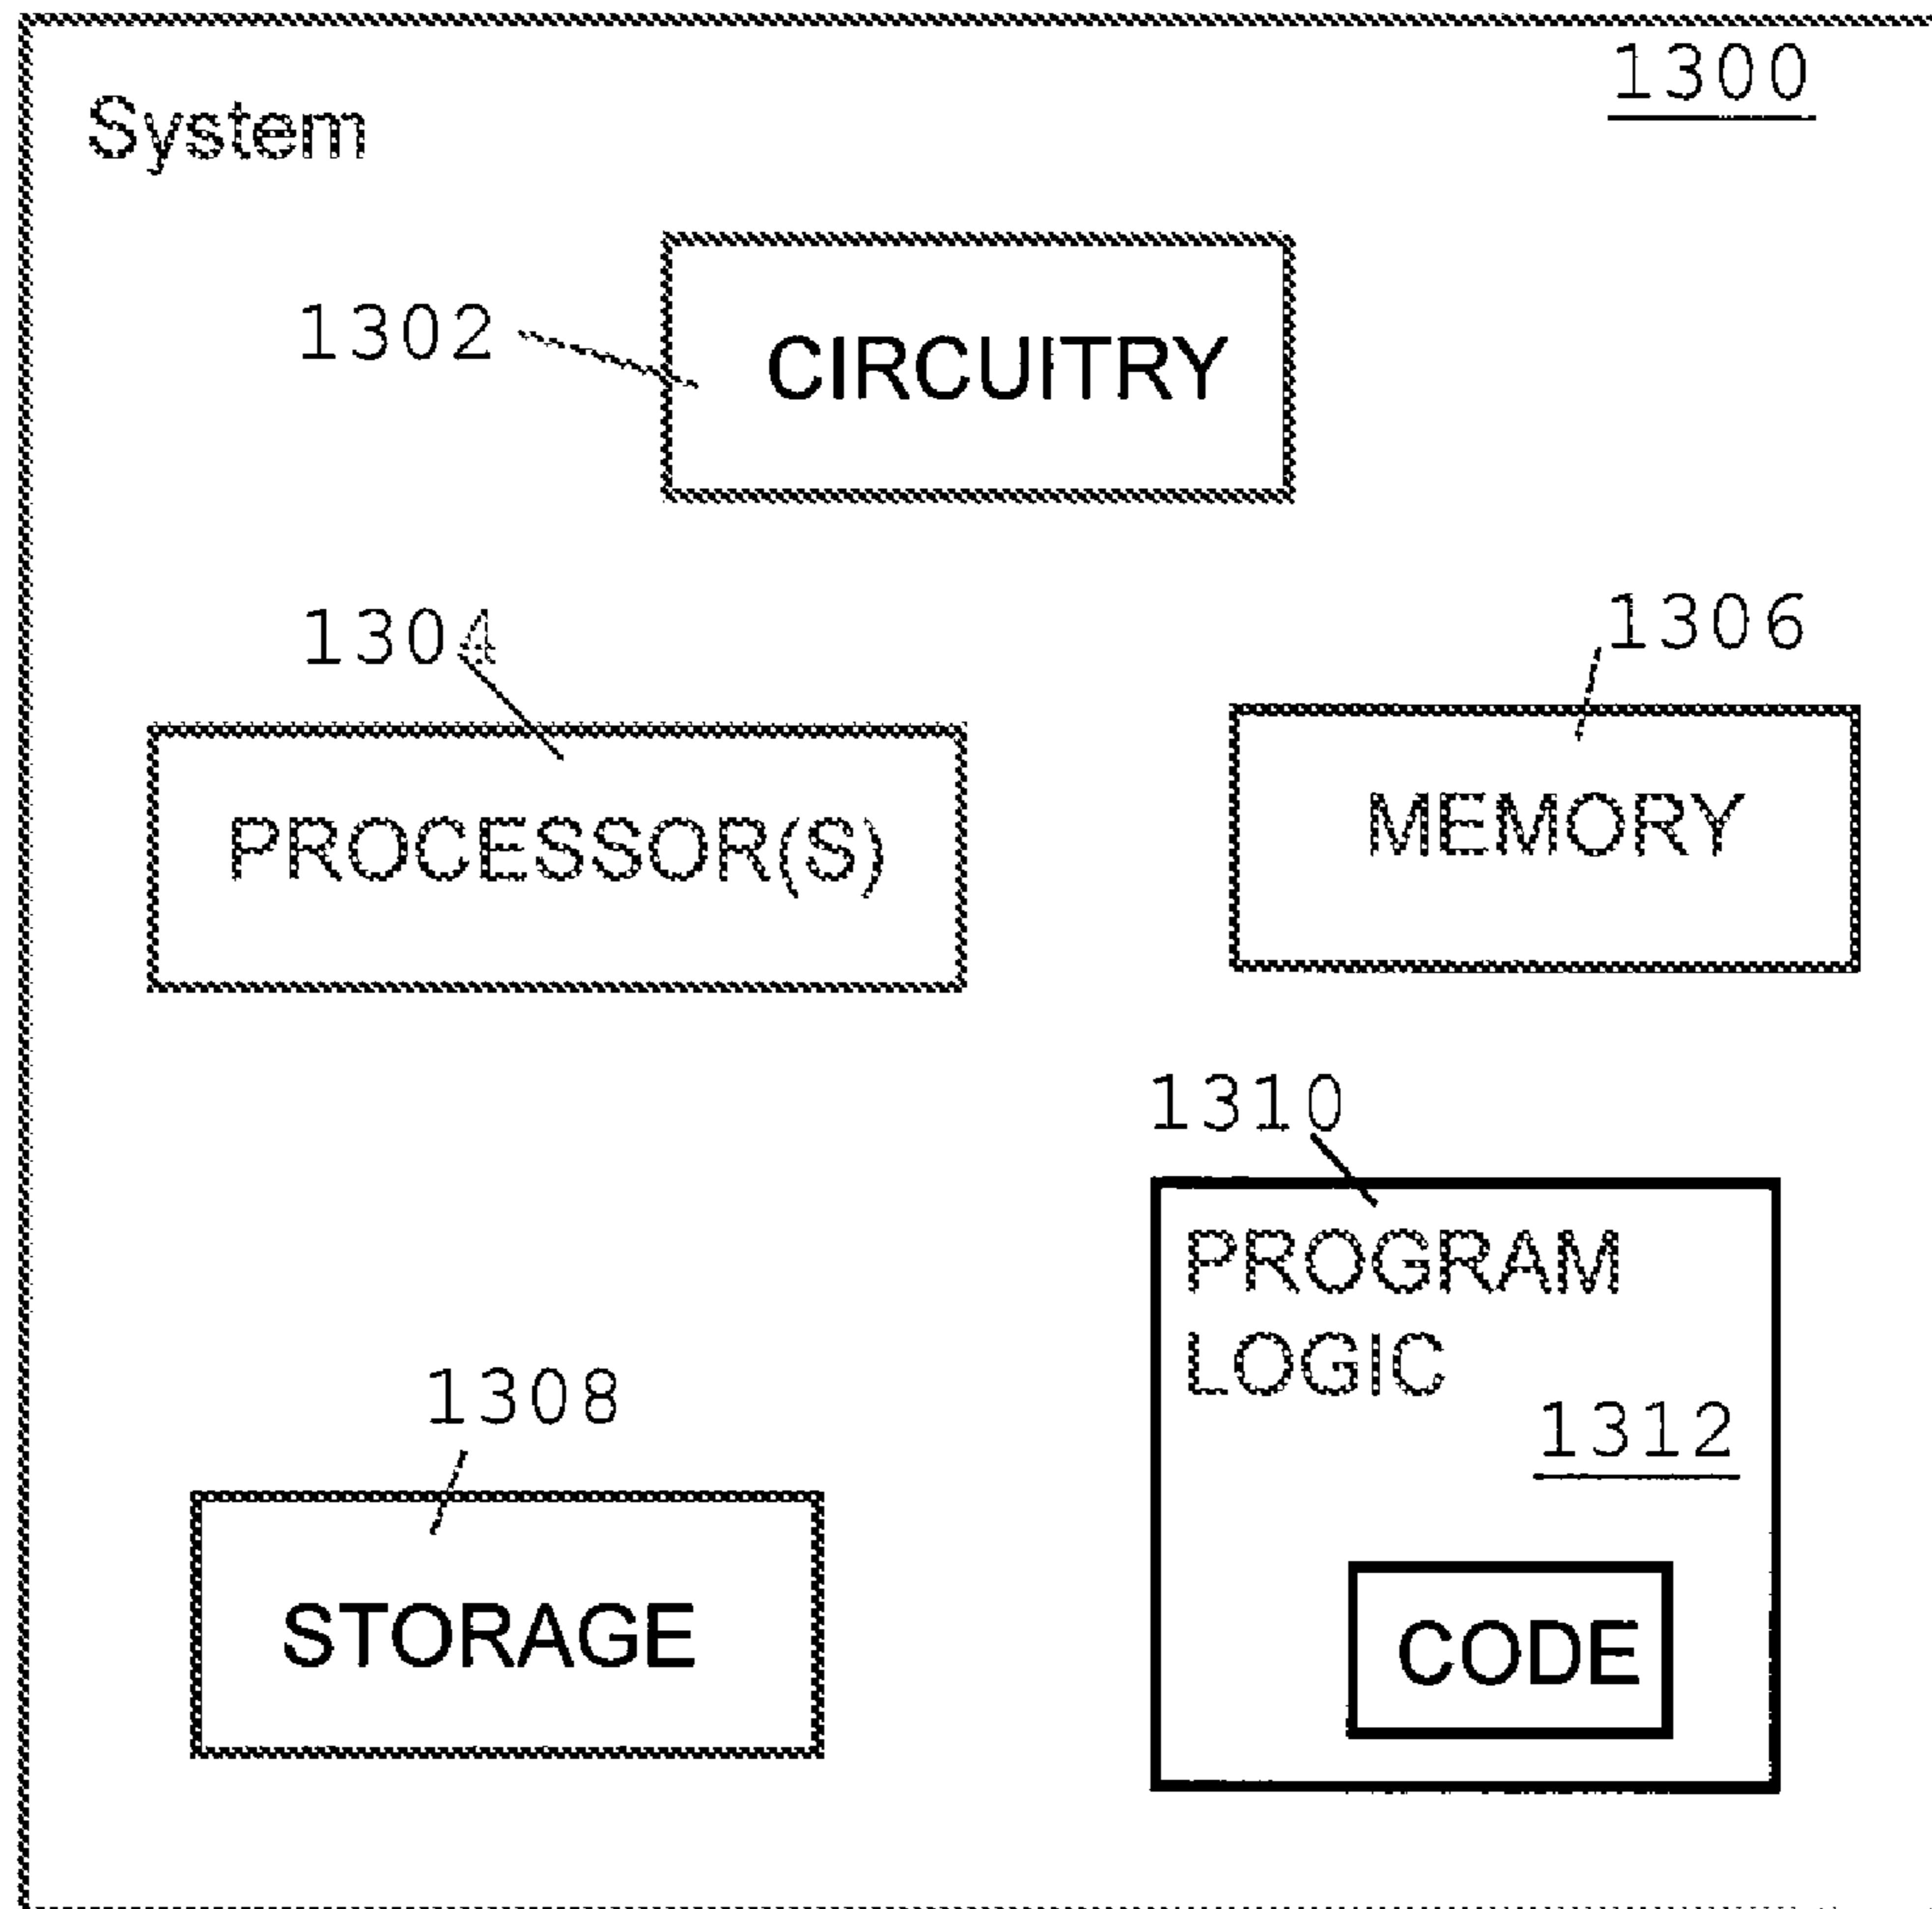 1300
System
1302
CIRCUITRY
1304
1306
PROCESSOR(S)
MEMORY
1310
PROGRAM
LOGIC
1308
1312
STORAGE
CODE